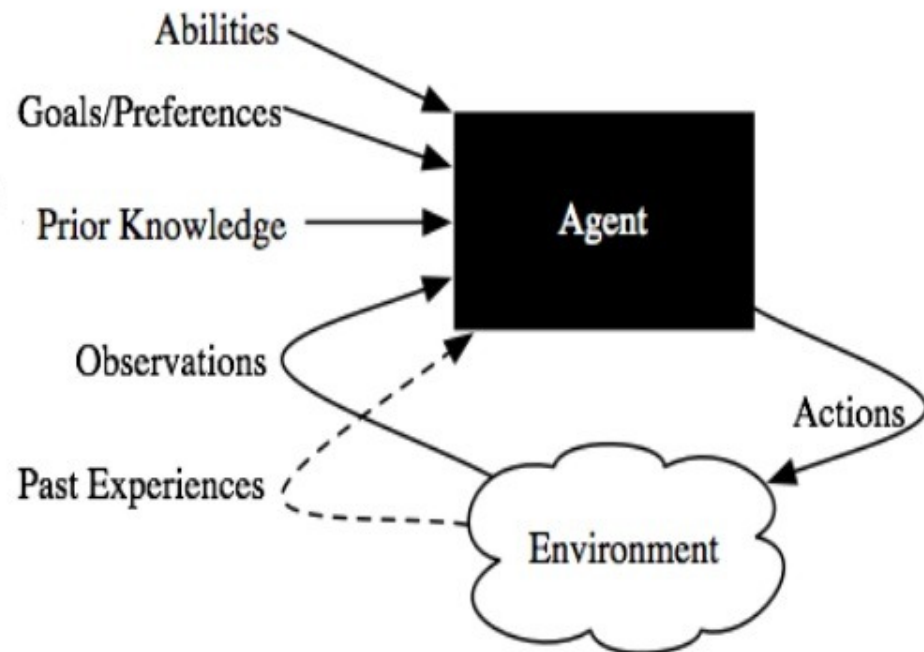 Abilities
Goals/Preferences
Prior Knowledge
Agent
Observations
Actions
Past Experiences
Environment